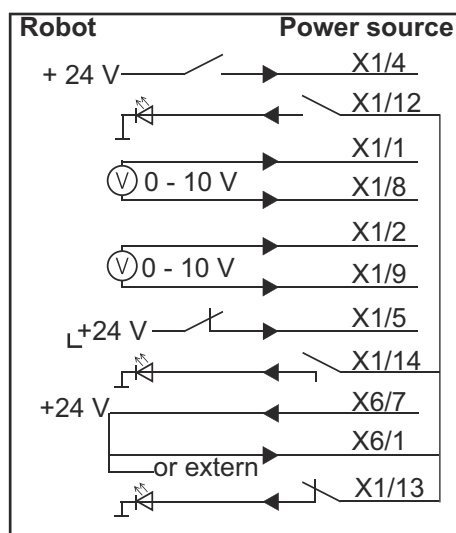 Robot Power source
+ 24 V X1/4
X1/12
X1/1
V 0 - 10 V
X1/8
X1/2
V 0 - 10 V
X1/9
+24 V X1/5
X1/14
+24 V X6/7
X6/1
or extern
X1/13